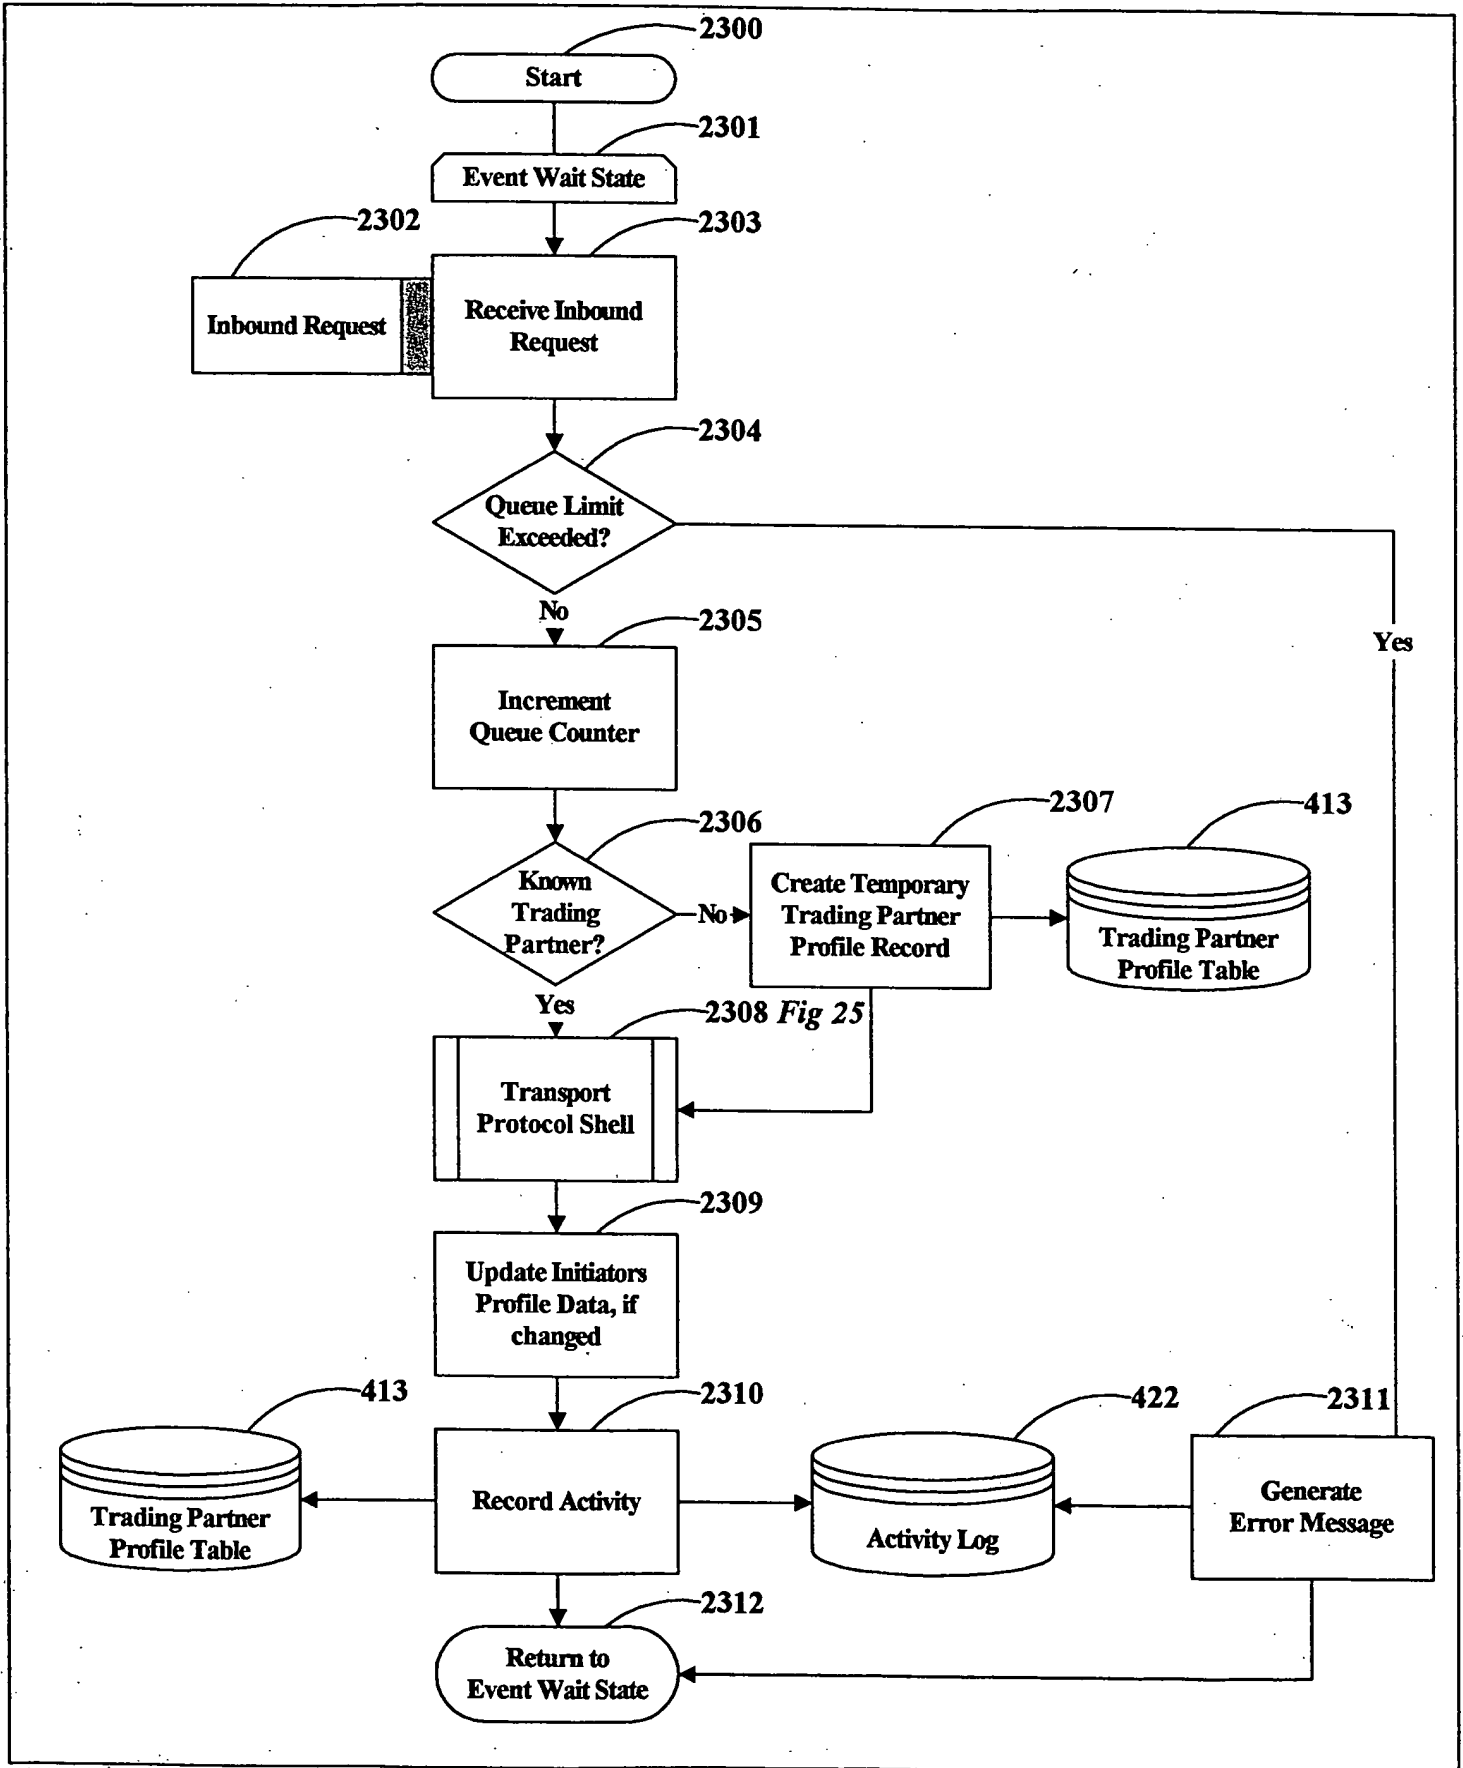 2300
Start
2301
Event Wait State
2302
2303
Inbound Request
Receive Inbound
Request
2304
Queue Limit
Exceeded?
No
2305
Yes
Increment
Queue Counter
2306
2307
413
Known
Trading
Partner?
No
Create Temporary
Trading Partner
Profile Record
Trading Partner
Profile Table
Yes
2308 Fig 25
Transport
Protocol Shell
2309
Update Initiators
Profile Data, if
changed
413
2310
422
2311
Trading Partner
Profile Table
Record Activity
Activity Log
Generate
Error Message
2312
Return to
Event Wait State